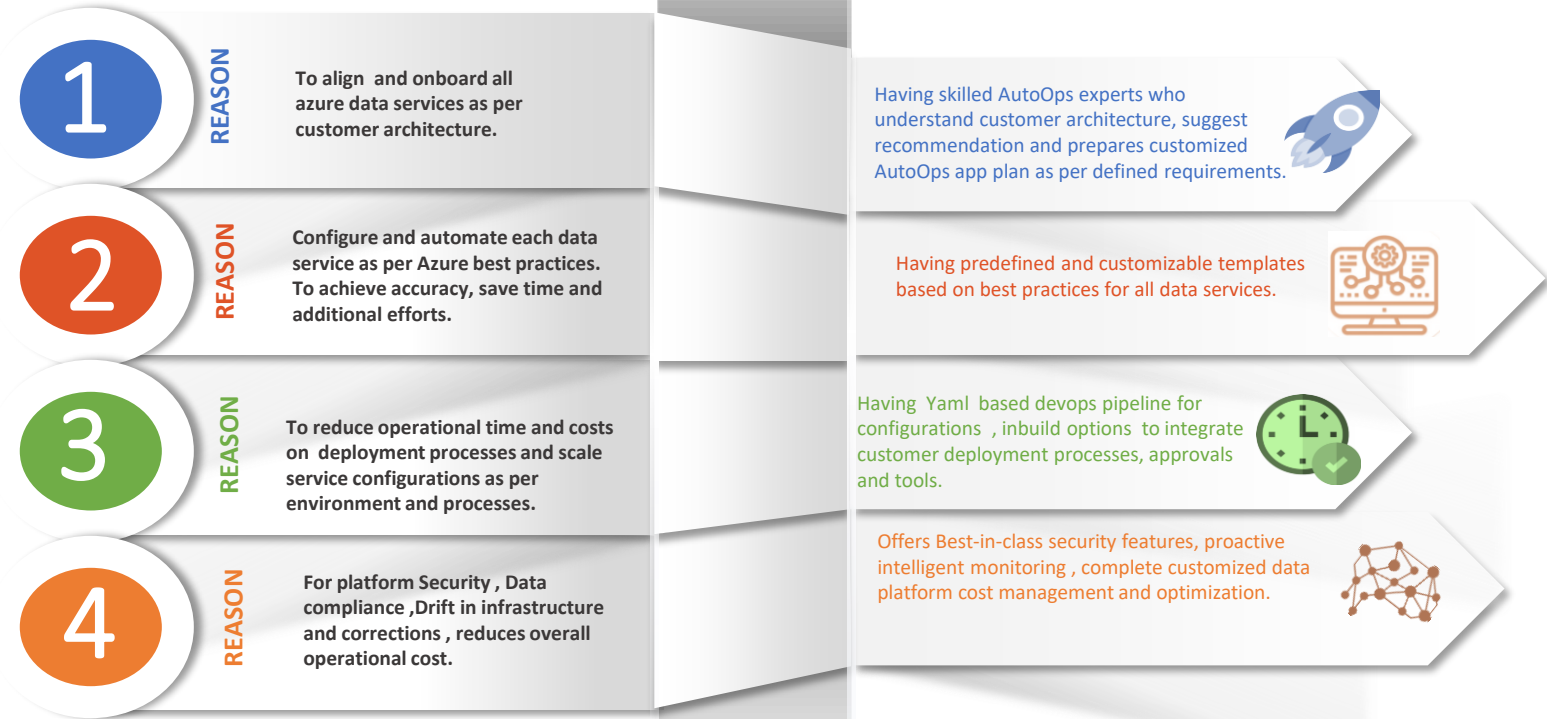 1
REASON
To align and onboard all
azure data services as per
customer architecture.
Having skilled AutoOps experts who
understand customer architecture, suggest
recommendation and prepares customized
AutoOps app plan as per defined requirements.
2
REASON
Configure and automate each data
service as per Azure best practices.
To achieve accuracy, save time and
additional efforts.
Having predefined and customizable templates
based on best practices for all data services.
3
REASON
To reduce operational time and costs
on deployment processes and scale
service configurations as per
environment and processes.
Having Yaml based devops pipeline for
configurations , inbuild options to integrate
customer deployment processes, approvals
and tools.
4
REASON
For platform Security , Data
compliance ,Drift in infrastructure
and corrections , reduces overall
operational cost.
Offers Best-in-class security features, proactive
intelligent monitoring , complete customized data
platform cost management and optimization.